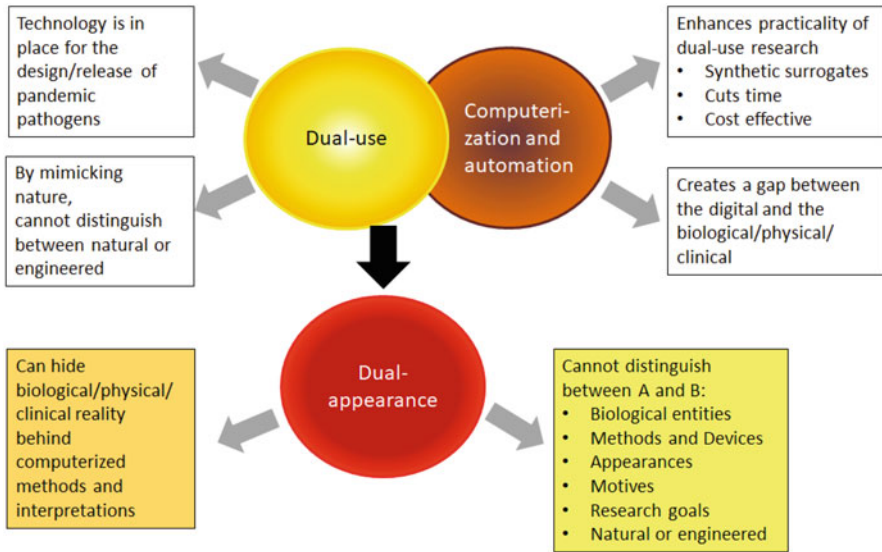 Technology is in
place for the
design/release of
pandemic
pathogens
By mimicking
nature,
cannot distinguish
between natural or
engineered
Dual-use
Computeri-
zation and
automation
Enhances practicality of
dual-use research
• Synthetic surrogates
• Cuts time
• Cost effective
Creates a gap between
the digital and the
biological/physical/
clinical
Can hide
biological/physical/
clinical reality
behind
computerized
methods and
interpretations
Dual-
appearance
Cannot distinguish
between A and B:
• Biological entities
• Methods and Devices
• Appearances
• Motives
• Research goals
• Natural or engineered